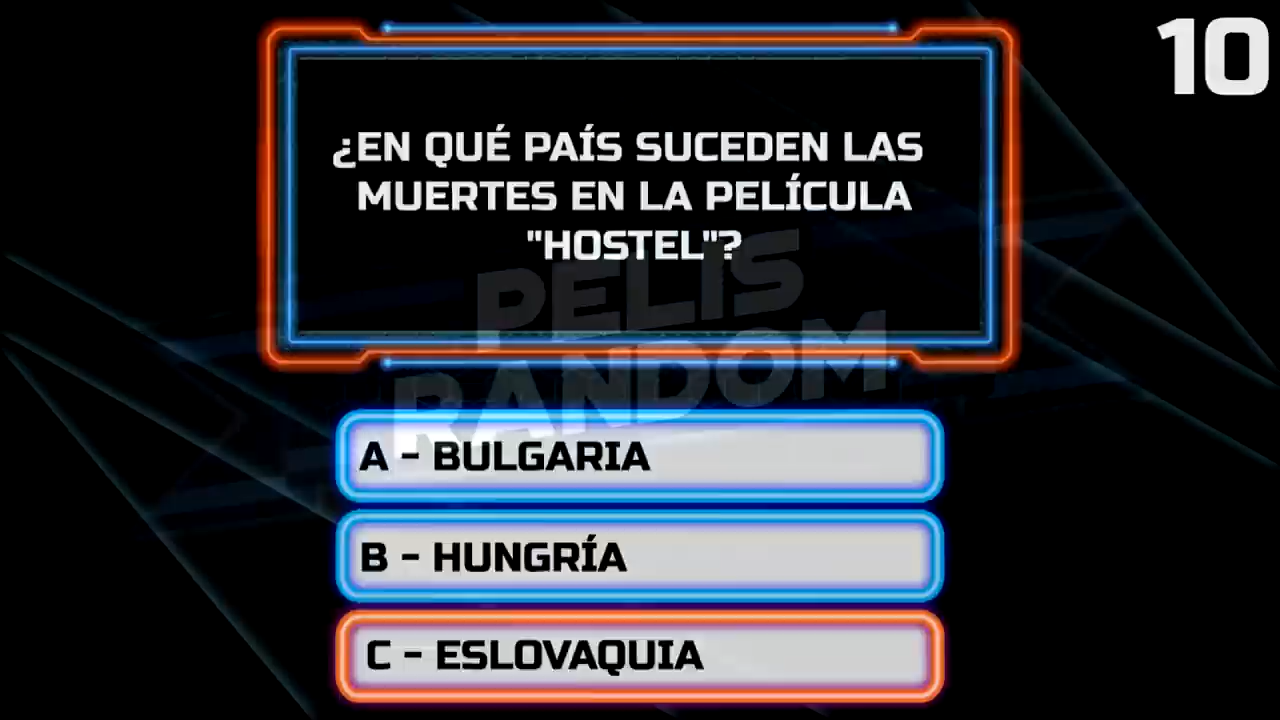 10
¿EN QUÉ PAÍS SUCEDEN LAS
MUERTES EN LA PELÍCULA
"HOSTEL"?
PELIS
RANDOM
A - BULGARIA
B - HUNGRÍA
C - ESLOVAQUIA